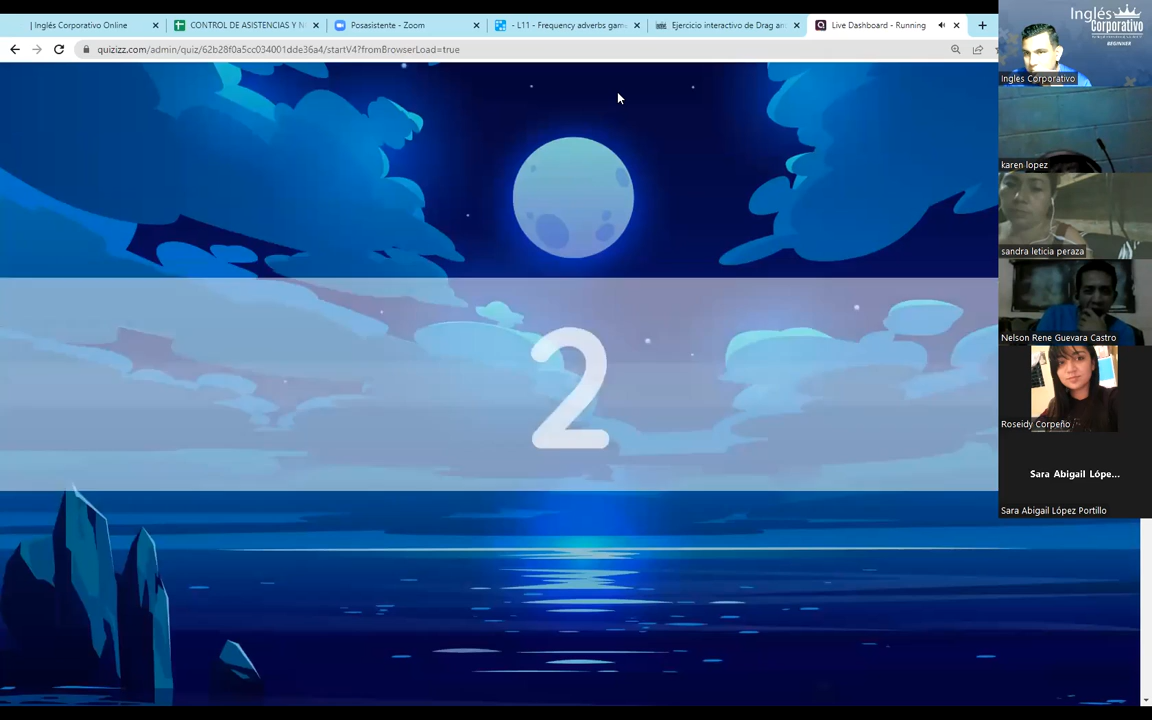 | Inglés Corporativo Online
CONTROL DE ASISTENCIAS Y N
Posasistente - Zoom
- L11 - Frequency adverbs gam
Ejercicio interactivo de Drag an
Live Dashboard - Running
quizizz.com/admin/quiz/62b28f0a5cc034001dde36a4/startV4?fromBrowserLoad=true
2
Inglés
Corporativo
BEGINNER
Ingles Corporativo
karen lopez
sandra leticia peraza
Nelson Rene Guevara Castro
Roseidy Corpeño
Sara Abigail Lópe...
Sara Abigail López Portillo